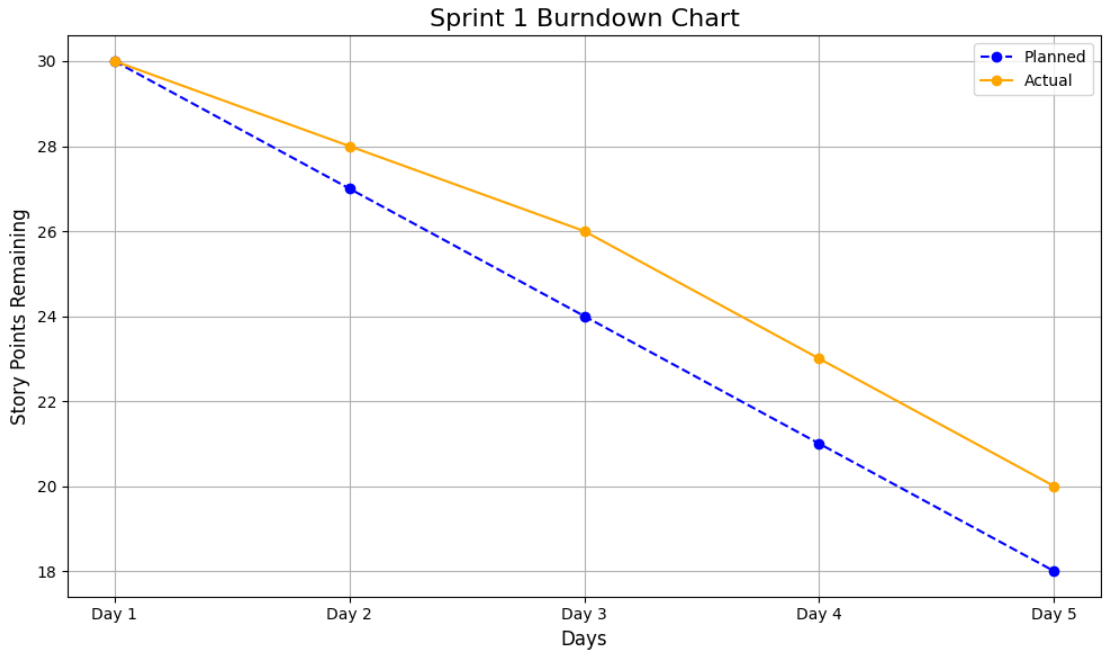 Sprint 1 Burndown Chart
Planned
Actual
Story Points Remaining
30
28
26
24
22
20
18
Day 1 Day 2 Day 3 Day 4 Day 5
Days